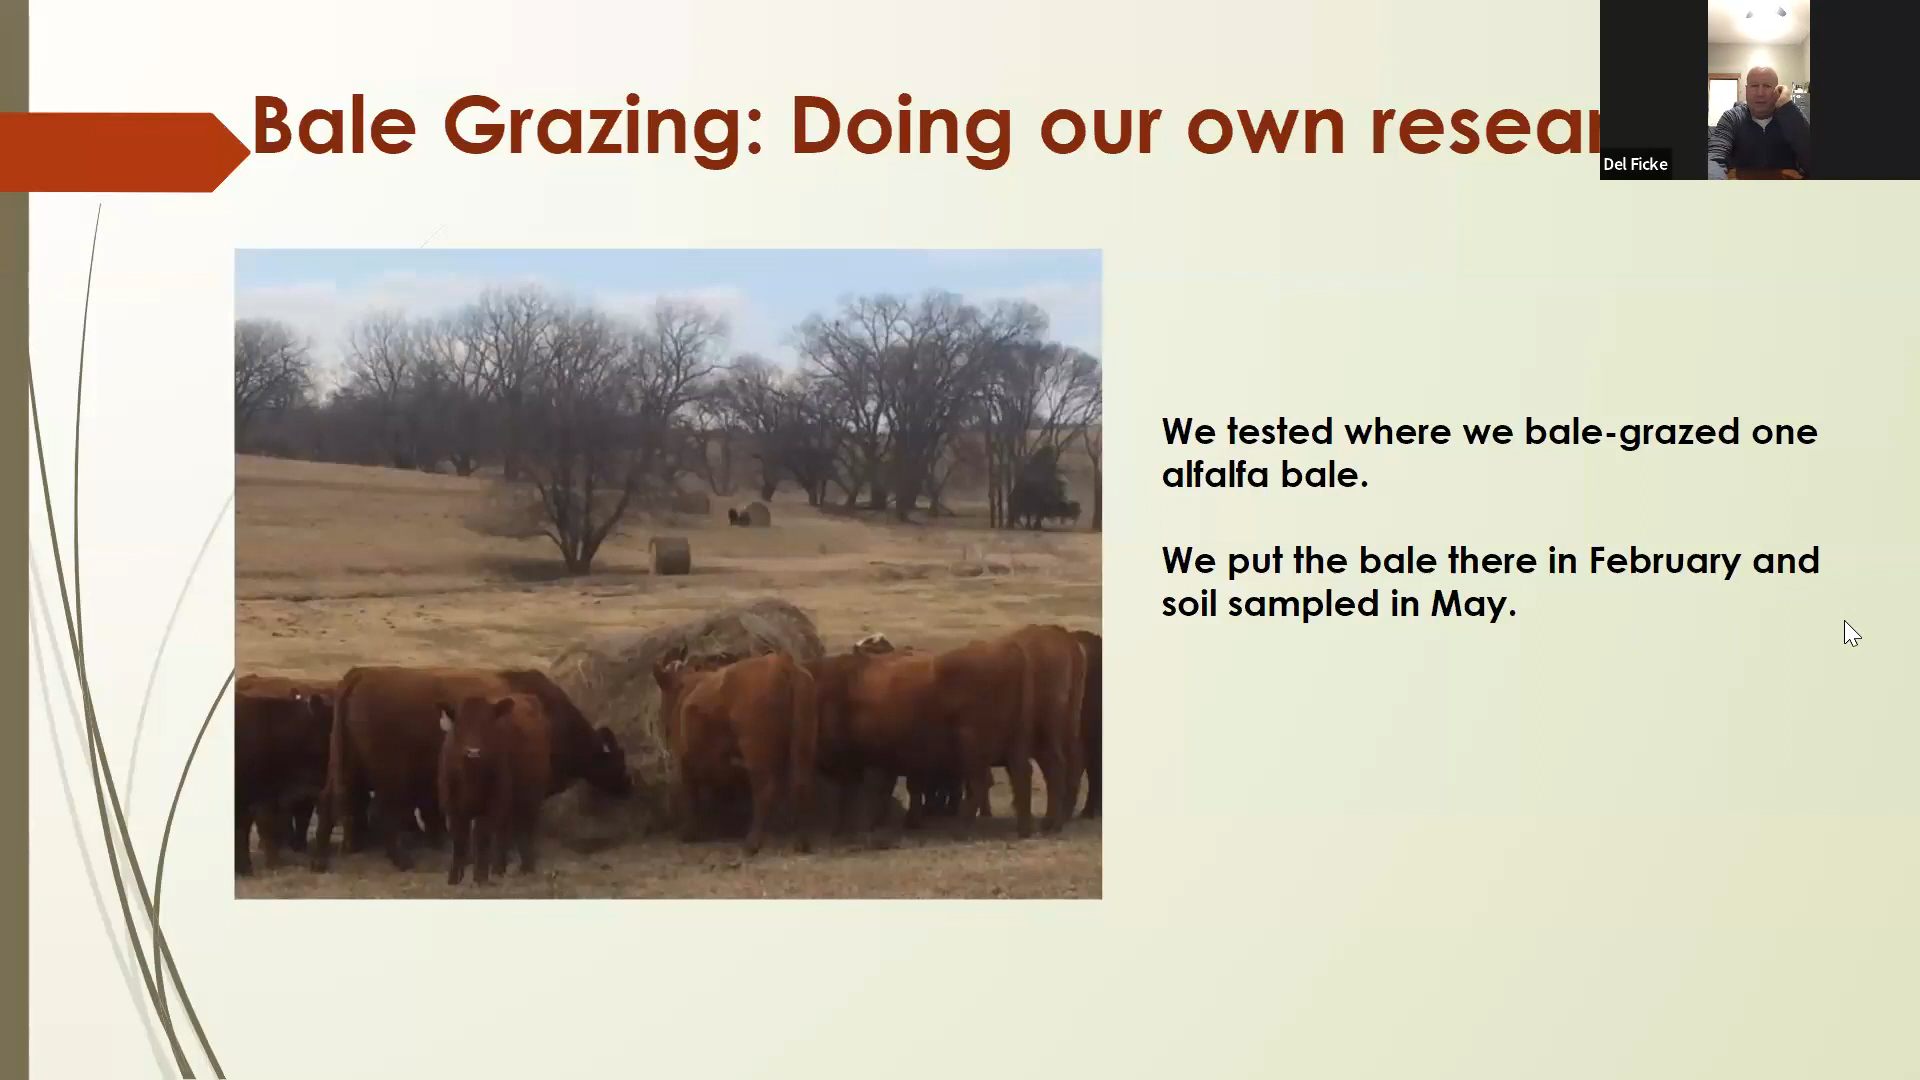 Bale Grazing: Doing our own resear
Del Ficke
We tested where we bale-grazed one
alfalfa bale.
We put the bale there in February and
soil sampled in May.